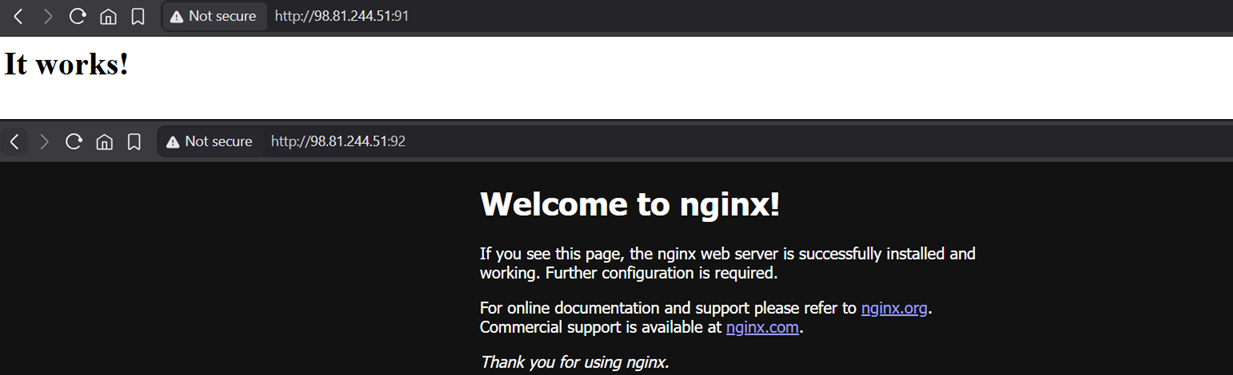 Not secure http://98.81.244.51:91
It works!
Not secure http://98.81.244.51:92
Welcome to nginx!
If you see this page, the nginx web server is successfully installed and
working. Further configuration is required.
For online documentation and support please refer to nginx.org.
Commercial support is available at nginx.com.
Thank you for using nginx.